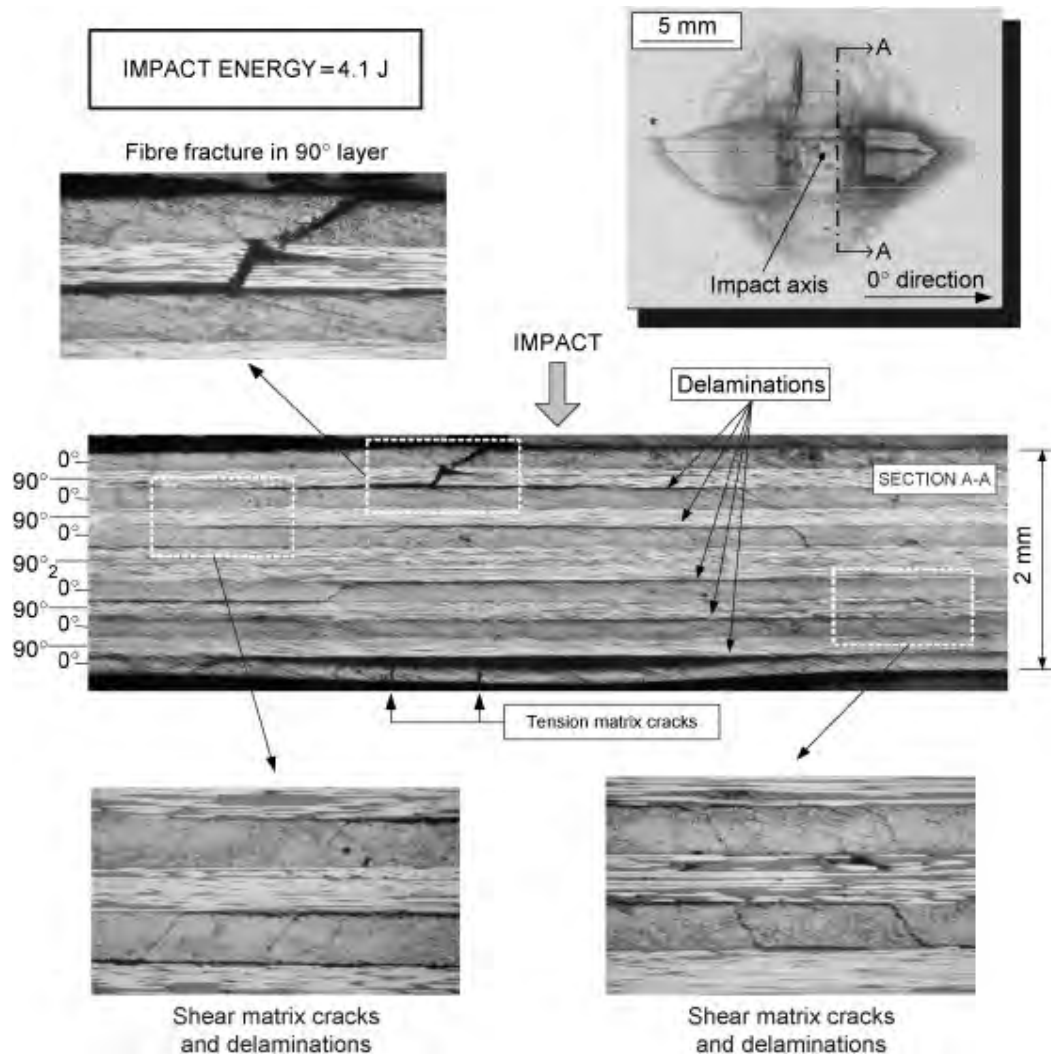 IMPACT ENERGY = 4.1 J
5 mm
A
A
Impact axis
0° direction
Fibre fracture in 90° layer
IMPACT
Delaminations
SECTION A-A
0°
90°
0°
90°
0°
90°₂
0°
90°
0°
90°
0°
2 mm
Tension matrix cracks
Shear matrix cracks
and delaminations
Shear matrix cracks
and delaminations